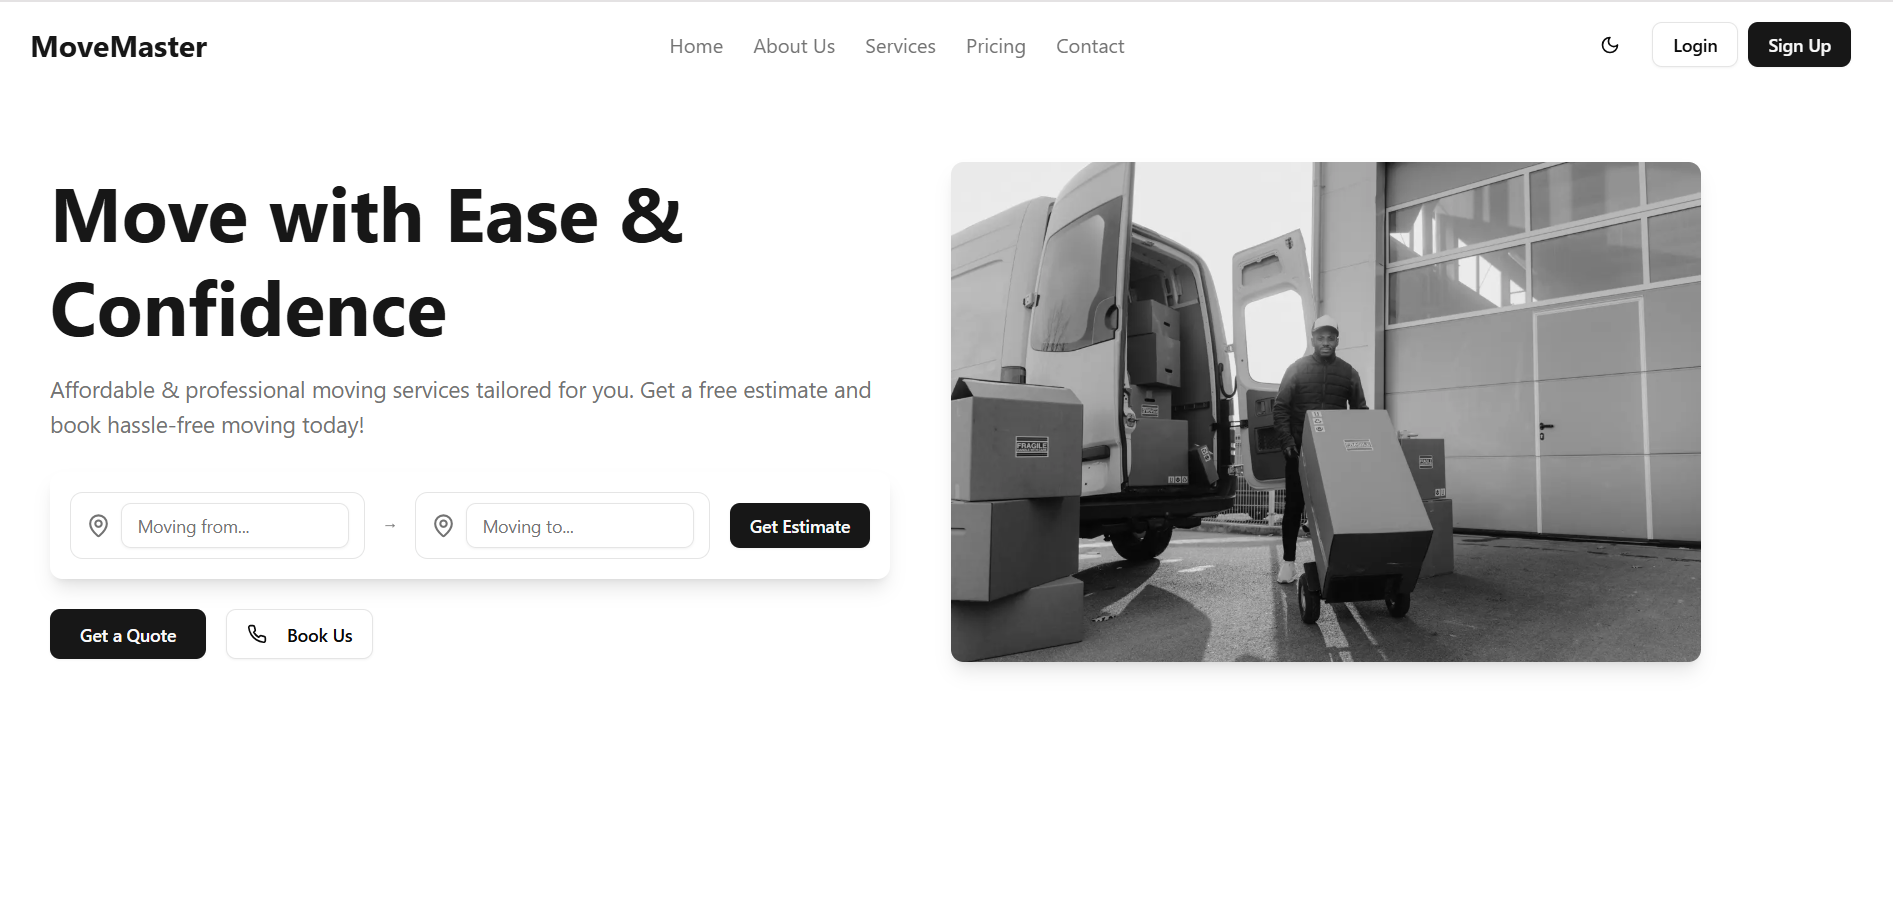 MoveMaster
Home
About Us
Services
Pricing
Contact
Login
Sign Up
Move with Ease &
Confidence
Affordable & professional moving services tailored for you. Get a free estimate and
book hassle-free moving today!
Moving from...
→
Moving to...
Get Estimate
Get a Quote
Book Us
FRAGILE
FRAGILE